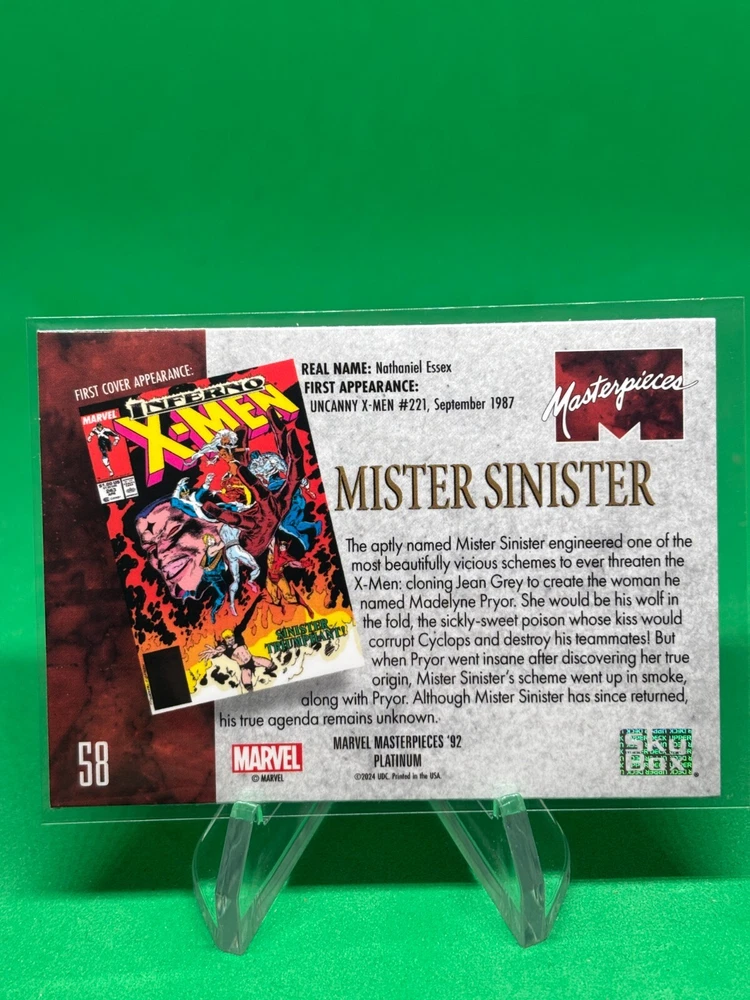 FIRST COVER APPEARANCE:
MARVEL
INFERNO
X-MEN
SINISTER
TRIUMPHANT!
REAL NAME: Nathaniel Essex
FIRST APPEARANCE:
UNCANNY X-MEN #221, September 1987
Masterpieces
MISTER SINISTER
The aptly named Mister Sinister engineered one of the
most beautifully vicious schemes to ever threaten the
X-Men: cloning Jean Grey to create the woman he
named Madelyne Pryor. She would be his wolf in
the fold, the sickly-sweet poison whose kiss would
corrupt Cyclops and destroy his teammates! But
when Pryor went insane after discovering her true
origin, Mister Sinister's scheme went up in smoke,
along with Pryor. Although Mister Sinister has since returned,
his true agenda remains unknown.
58
MARVEL
© MARVEL
MARVEL MASTERPIECES '92
PLATINUM
©2024 UDC. Printed in the USA.
SkyBox